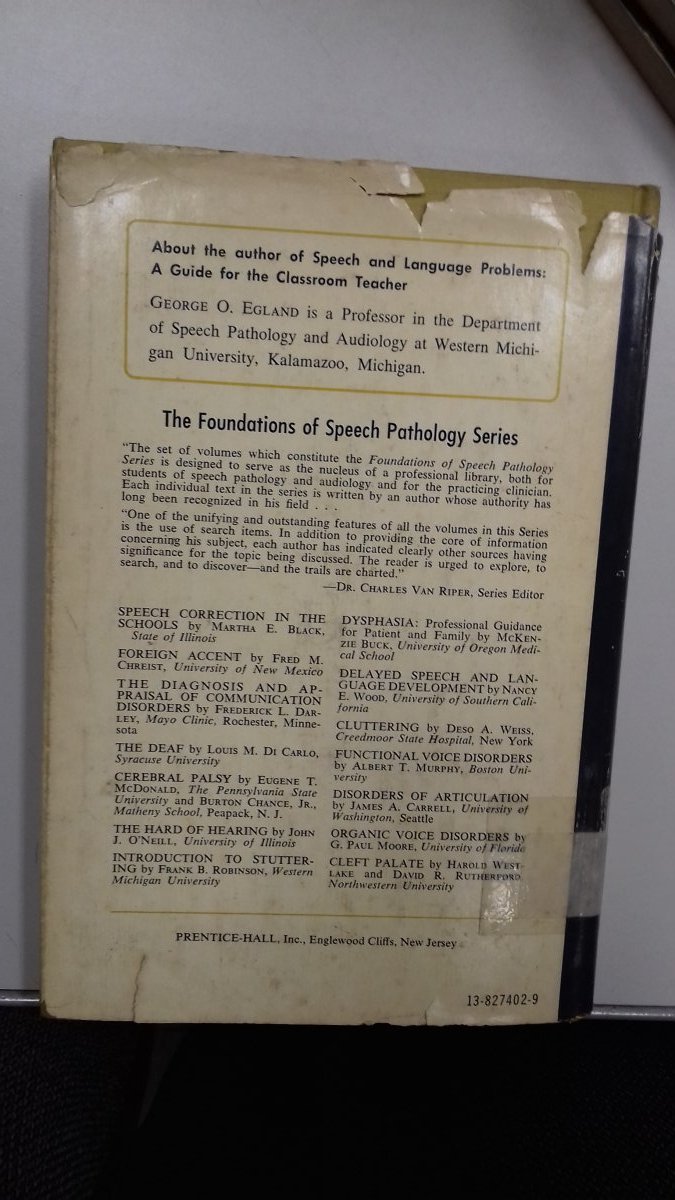 About the author of Speech and Language Problems:
A Guide for the Classroom Teacher
GEORGE O. EGLAND is a Professor in the Department
of Speech Pathology and Audiology at Western Michi-
gan University, Kalamazoo, Michigan.
The Foundations of Speech Pathology Series
"The set of volumes which constitute the Foundations of Speech Pathology
Series is designed to serve as the nucleus of a professional library, both for
students of speech pathology and audiology and for the practicing clinician.
Each individual text in the series is written by an author whose authority has
long been recognized in his field . . .
"One of the unifying and outstanding features of all the volumes in this Series
is the use of search items. In addition to providing the core of information
concerning his subject, each author has indicated clearly other sources having
significance for the topic being discussed. The reader is urged to explore, to
search, and to discover—and the trails are charted."
—DR. CHARLES VAN RIPER, Series Editor
SPEECH CORRECTION IN THE
SCHOOLS by MARTHA E. BLACK,
State of Illinois
FOREIGN ACCENT by FRED M.
CHREIST, University of New Mexico
THE DIAGNOSIS AND AP-
PRAISAL OF COMMUNICATION
DISORDERS by FREDERICK L. DAR-
LEY, Mayo Clinic, Rochester, Minne-
sota
THE DEAF by LOUIS M. DI CARLO,
Syracuse University
CEREBRAL PALSY by EUGENE T.
MCDONALD, The Pennsylvania State
University and BURTON CHANCE, JR.,
Matheny School, Peapack, N. J.
THE HARD OF HEARING by JOHN
J. O'NEILL, University of Illinois
INTRODUCTION TO STUTTER-
ING by FRANK B. ROBINSON, Western
Michigan University
DYSPHASIA: Professional Guidance
for Patient and Family by MCKEN-
ZIE BUCK, University of Oregon Medi-
cal School
DELAYED SPEECH AND LAN-
GUAGE DEVELOPMENT by NANCY
E. WOOD, University of Southern Cali-
fornia
CLUTTERING by DESO A. WEISS,
Creedmoor State Hospital, New York
FUNCTIONAL VOICE DISORDERS
by ALBERT T. MURPHY, Boston Uni-
versity
DISORDERS OF ARTICULATION
by JAMES A. CARRELL, University of
Washington, Seattle
ORGANIC VOICE DISORDERS by
G. PAUL MOORE, University of Florida
CLEFT PALATE by HAROLD WEST-
LAKE and DAVID R. RUTHERFORD,
Northwestern University
PRENTICE-HALL, Inc., Englewood Cliffs, New Jersey
13-827402-9